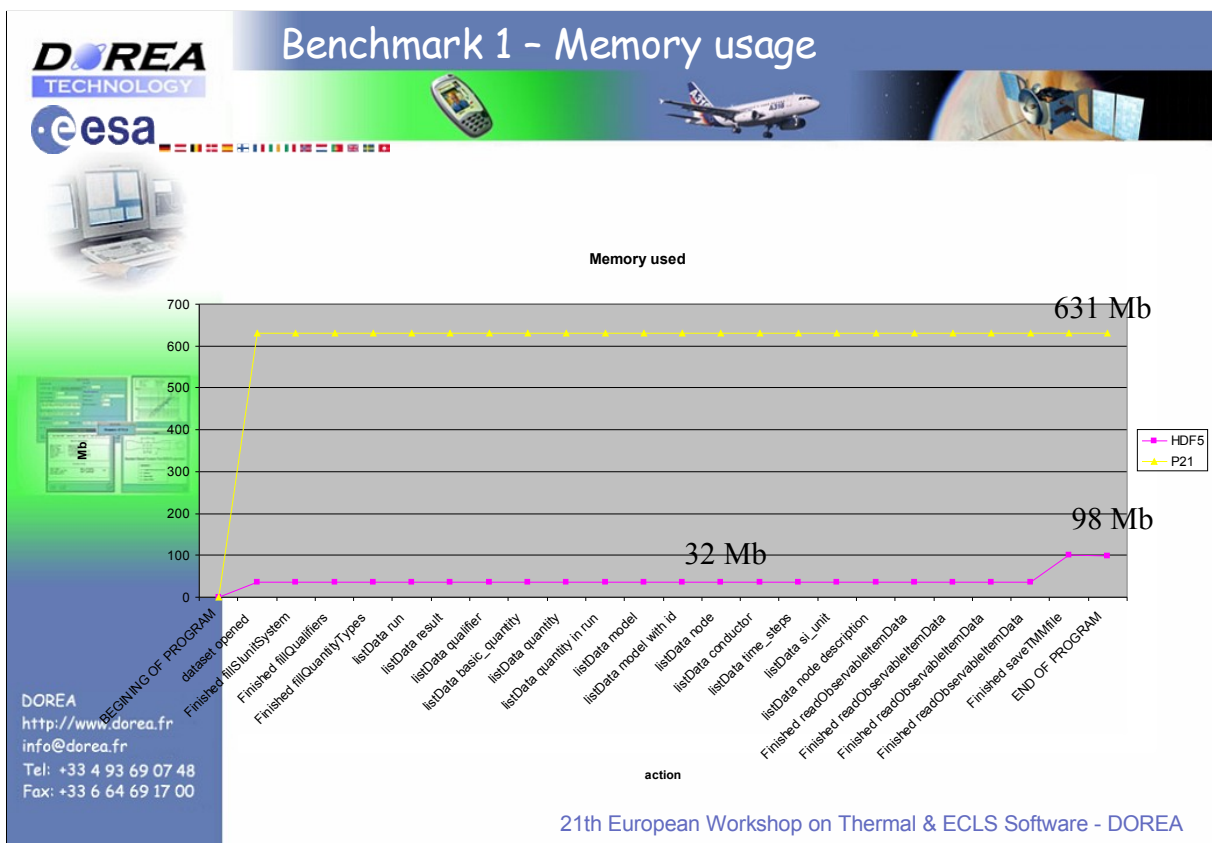 Benchmark 1 – Memory usage
DOREA
TECHNOLOGY
esa
A318
Memory used
700
600
500
400
300
200
100
0
Mb
631 Mb
98 Mb
32 Mb
HDF5
P21
BEGINING OF PROGRAM
dataset opened
Finished fillSIunitSystem
Finished fillQualifiers
Finished fillQuantityTypes
listData run
listData result
listData qualifier
listData basic_quantity
listData quantity
listData quantity in run
listData model
listData model with id
listData node
listData conductor
listData time_steps
listData si_unit
listData node description
Finished readObservableItemData
Finished readObservableItemData
Finished readObservableItemData
Finished readObservableItemData
Finished saveTMMfile
END OF PROGRAM
action
DOREA
http://www.dorea.fr
info@dorea.fr
Tel: +33 4 93 69 07 48
Fax: +33 6 64 69 17 00
21th European Workshop on Thermal & ECLS Software - DOREA